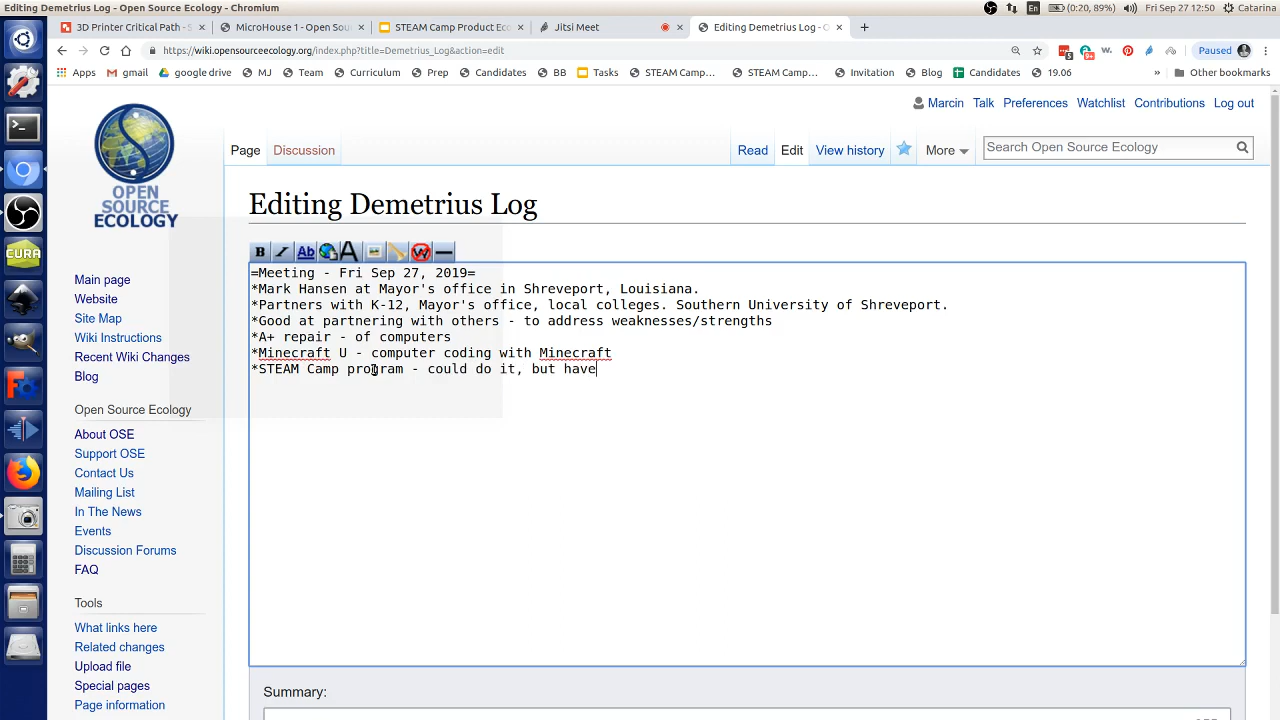 Editing Demetrius Log - Open Source Ecology - Chromium
En (0:20, 89%) Fri Sep 27 12:50 Catarina
3D Printer Critical Path - S × MicroHouse 1 - Open Sou × STEAM Camp Product Eco × Jitsi Meet × Editing Demetrius Log - O ×
https://wiki.opensourceecology.org/index.php?title=Demetrius_Log&action=edit Paused
Apps gmail google drive MJ Team Curriculum Prep Candidates BB Tasks STEAM Camp... STEAM Camp... Invitation Blog Candidates 19.06 » Other bookmarks
Marcin Talk Preferences Watchlist Contributions Log out
Page Discussion Read Edit View history More Search Open Source Ecology
OPEN
SOURCE
ECOLOGY
Editing Demetrius Log
B I Ab A W
=Meeting - Fri Sep 27, 2019=
*Mark Hansen at Mayor's office in Shreveport, Louisiana.
*Partners with K-12, Mayor's office, local colleges. Southern University of Shreveport.
*Good at partnering with others - to address weaknesses/strengths
*A+ repair - of computers
*Minecraft U - computer coding with Minecraft
*STEAM Camp program - could do it, but have
Main page
Website
Site Map
Wiki Instructions
Recent Wiki Changes
Blog
Open Source Ecology
About OSE
Support OSE
Contact Us
Mailing List
In The News
Events
Discussion Forums
FAQ
Tools
What links here
Related changes
Upload file
Special pages
Page information
Summary:
CURA